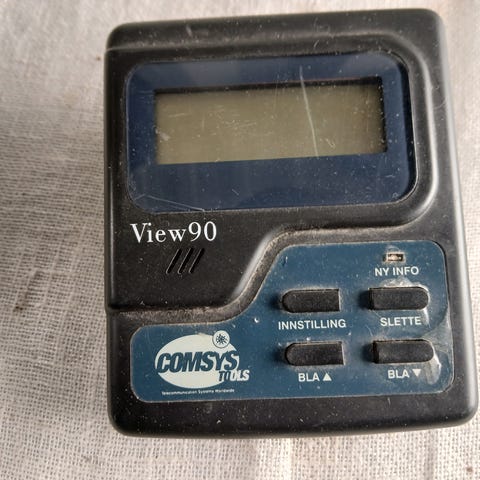 View90
NY INFO
INNSTILLING SLETTE
COMSYS
TOOLS
Telecommunication Systems Worldwide
BLA ▲ BLA ▼